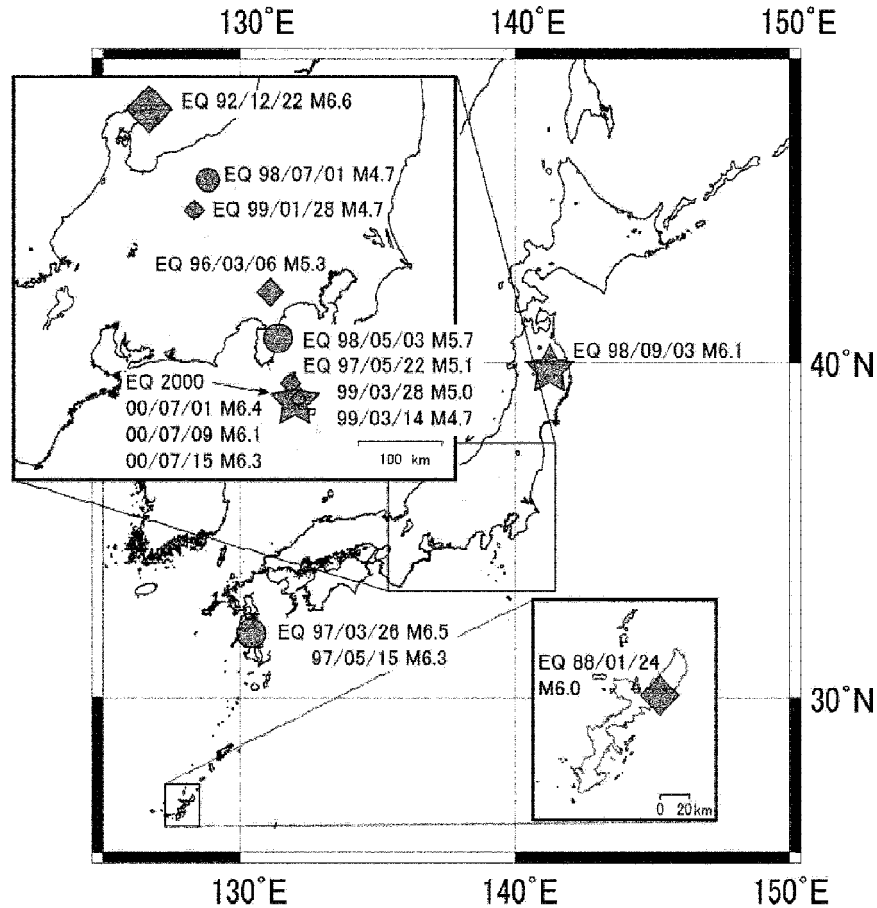 130°E 140°E 150°E
EQ 92/12/22 M6.6
EQ 98/07/01 M4.7
EQ 99/01/28 M4.7
EQ 96/03/06 M5.3
EQ 98/05/03 M5.7
EQ 97/05/22 M5.1
99/03/28 M5.0
99/03/14 M4.7
EQ 2000
00/07/01 M6.4
00/07/09 M6.1
00/07/15 M6.3
100 km
EQ 98/09/03 M6.1
40°N
EQ 97/03/26 M6.5
97/05/15 M6.3
EQ 88/01/24
M6.0
0 20km
30°N
130°E 140°E 150°E